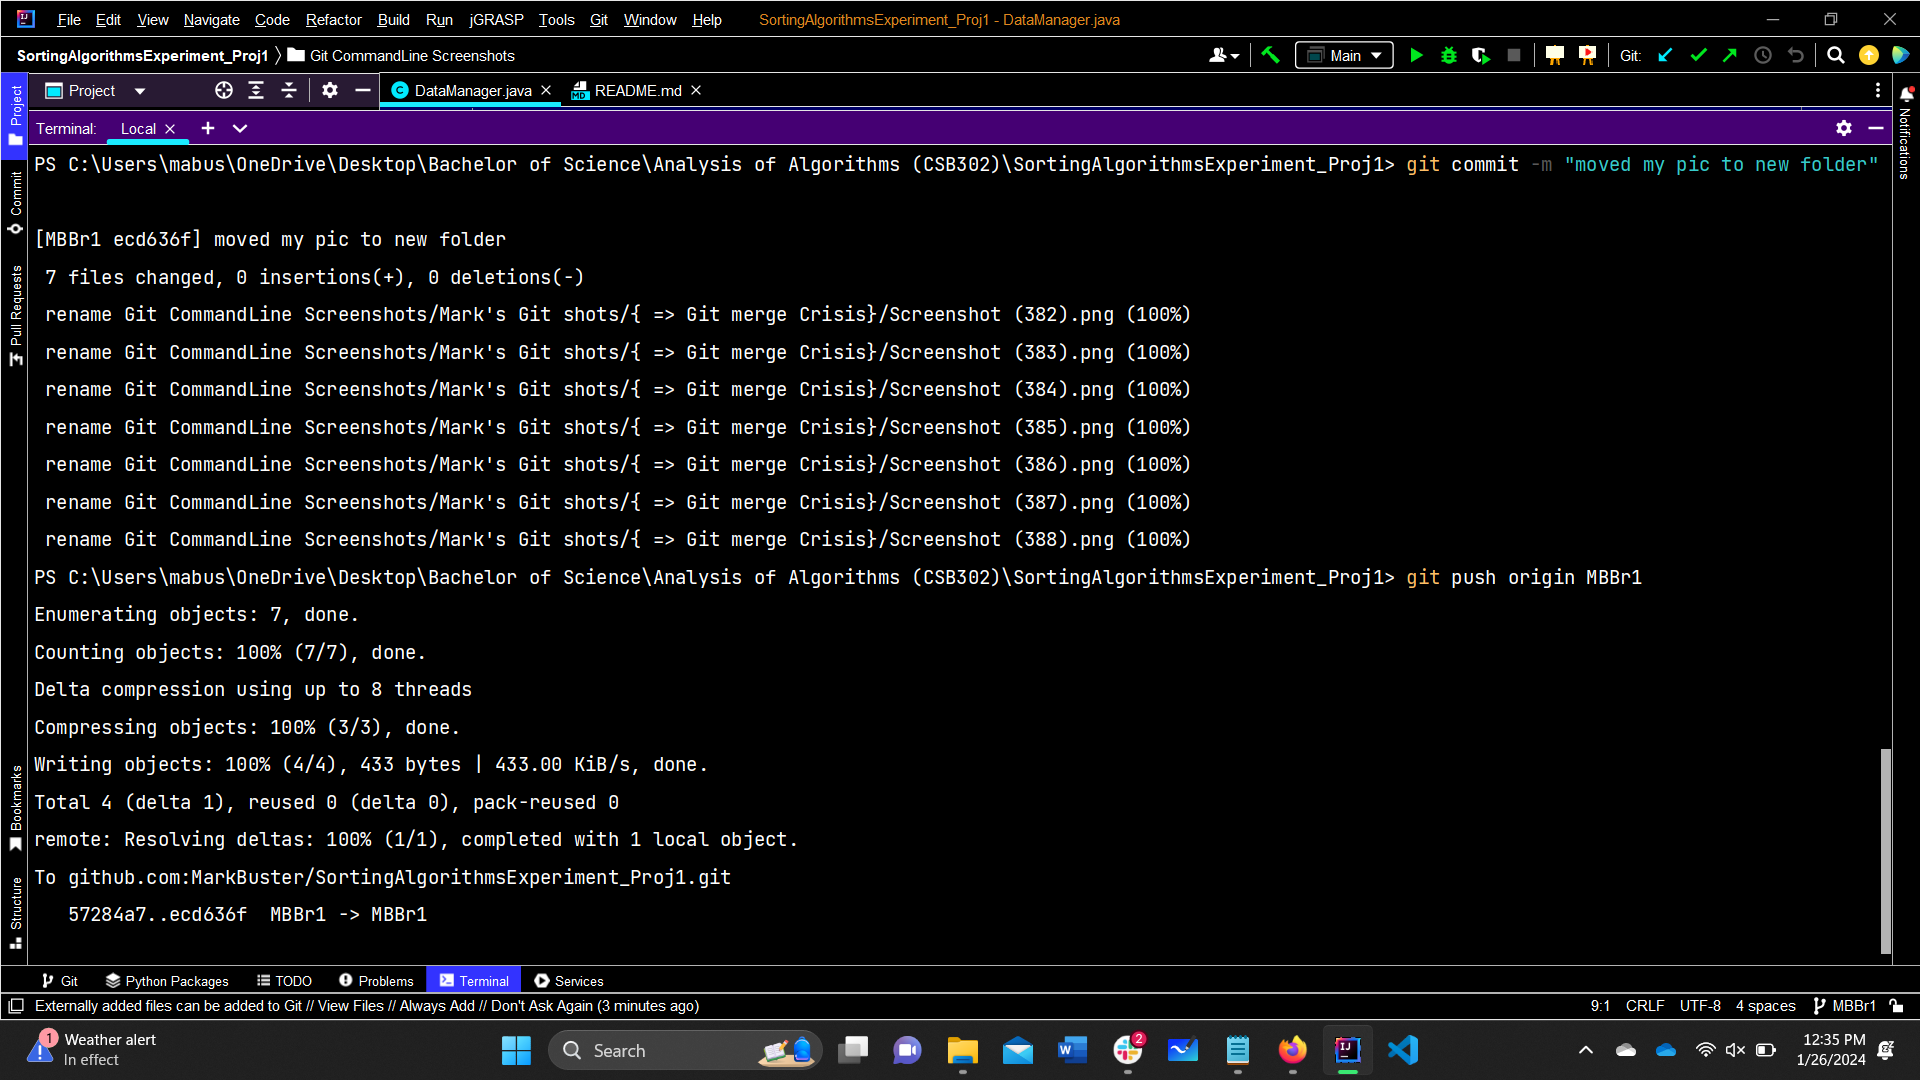 File Edit View Navigate Code Refactor Build Run jGRASP Tools Git Window Help SortingAlgorithmsExperiment_Proj1 - DataManager.java
SortingAlgorithmsExperiment_Proj1 Git CommandLine Screenshots Main Git:
Project DataManager.java README.md
Terminal: Local
PS C:\Users\mabus\OneDrive\Desktop\Bachelor of Science\Analysis of Algorithms (CSB302)\SortingAlgorithmsExperiment_Proj1> git commit -m "moved my pic to new folder"
[MBBr1 ecd636f] moved my pic to new folder
7 files changed, 0 insertions(+), 0 deletions(-)
rename Git CommandLine Screenshots/Mark's Git shots/{ => Git merge Crisis}/Screenshot (382).png (100%)
rename Git CommandLine Screenshots/Mark's Git shots/{ => Git merge Crisis}/Screenshot (383).png (100%)
rename Git CommandLine Screenshots/Mark's Git shots/{ => Git merge Crisis}/Screenshot (384).png (100%)
rename Git CommandLine Screenshots/Mark's Git shots/{ => Git merge Crisis}/Screenshot (385).png (100%)
rename Git CommandLine Screenshots/Mark's Git shots/{ => Git merge Crisis}/Screenshot (386).png (100%)
rename Git CommandLine Screenshots/Mark's Git shots/{ => Git merge Crisis}/Screenshot (387).png (100%)
rename Git CommandLine Screenshots/Mark's Git shots/{ => Git merge Crisis}/Screenshot (388).png (100%)
PS C:\Users\mabus\OneDrive\Desktop\Bachelor of Science\Analysis of Algorithms (CSB302)\SortingAlgorithmsExperiment_Proj1> git push origin MBBr1
Enumerating objects: 7, done.
Counting objects: 100% (7/7), done.
Delta compression using up to 8 threads
Compressing objects: 100% (3/3), done.
Writing objects: 100% (4/4), 433 bytes | 433.00 KiB/s, done.
Total 4 (delta 1), reused 0 (delta 0), pack-reused 0
remote: Resolving deltas: 100% (1/1), completed with 1 local object.
To github.com:MarkBuster/SortingAlgorithmsExperiment_Proj1.git
57284a7..ecd636f MBBr1 -> MBBr1
Project
Commit
Pull Requests
Bookmarks
Structure
Notifications
Git Python Packages TODO Problems Terminal Services
Externally added files can be added to Git // View Files // Always Add // Don't Ask Again (3 minutes ago) 9:1 CRLF UTF-8 4 spaces MBBr1
1 Weather alert
In effect
Search
2
12:35 PM
1/26/2024